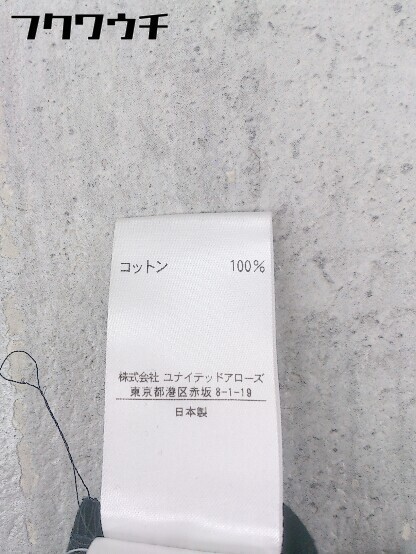 フクワウチ
コットン 100%
株式会社 ユナイテッドアローズ
東京都港区赤坂 8-1-19
日本製